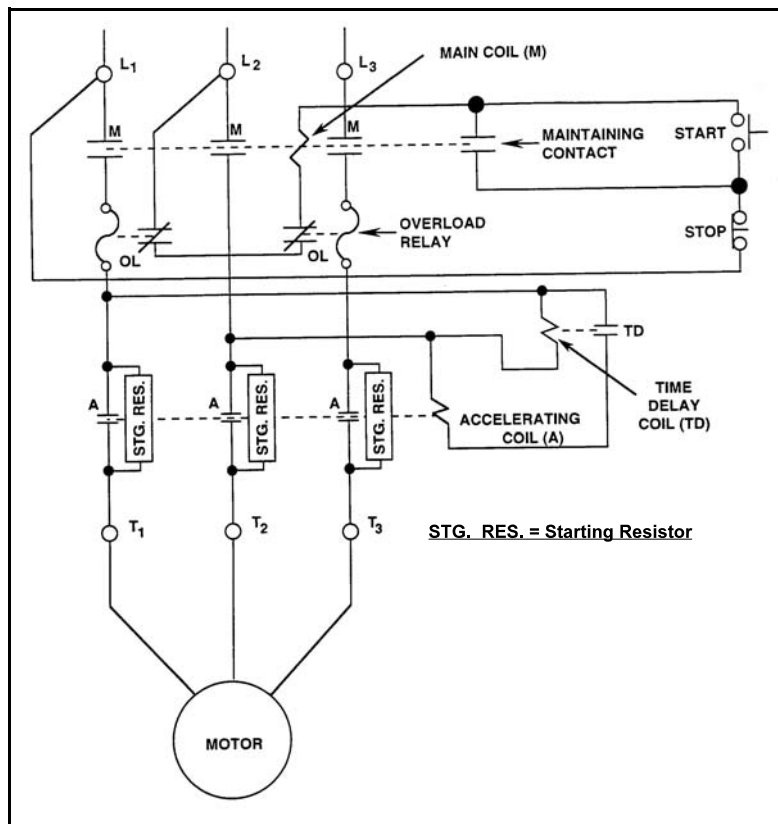 L1
L2
L3
MAIN COIL (M)
M
M
M
MAINTAINING
CONTACT
START
OL
OL
OVERLOAD
RELAY
STOP
TD
TIME
DELAY
COIL (TD)
A
STG. RES.
A
STG. RES.
A
STG. RES.
ACCELERATING
COIL (A)
T1
T2
T3
STG. RES. = Starting Resistor
MOTOR